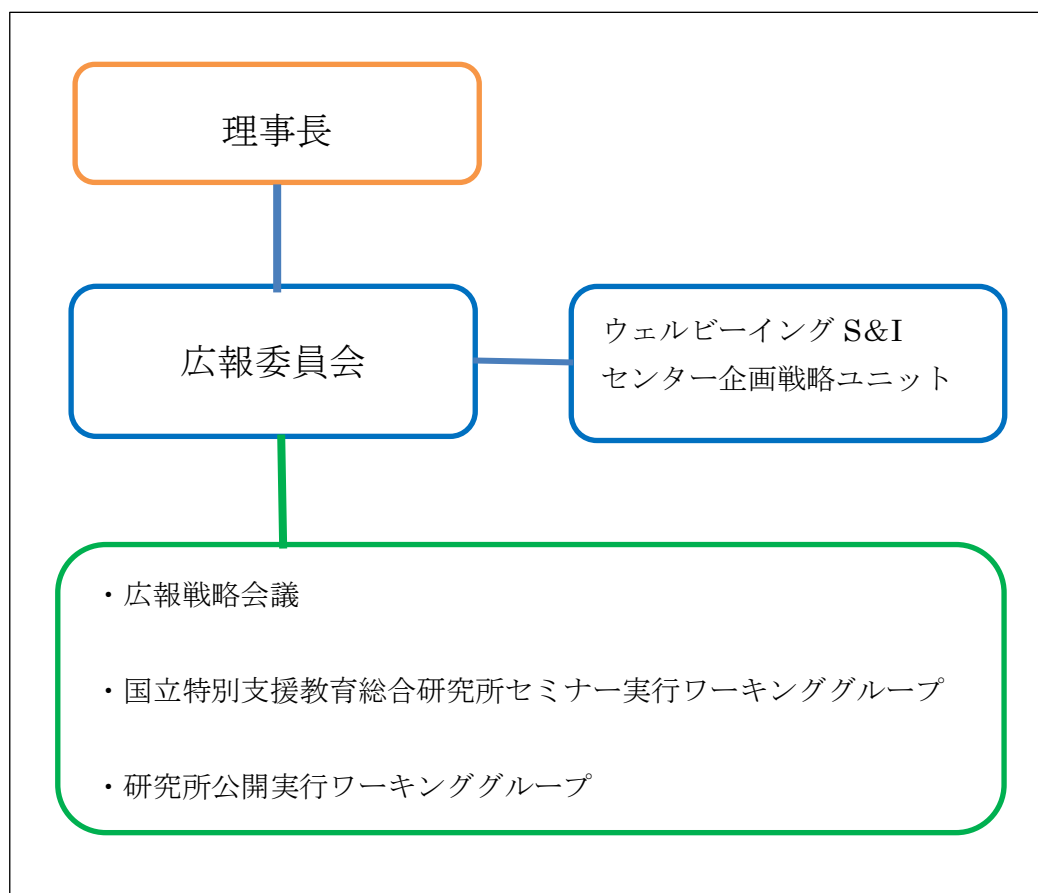 理事長
広報委員会
ウェルビーイング S&I
センター企画戦略ユニット
・広報戦略会議
・国立特別支援教育総合研究所セミナー実行ワーキンググループ
・研究所公開実行ワーキンググループ